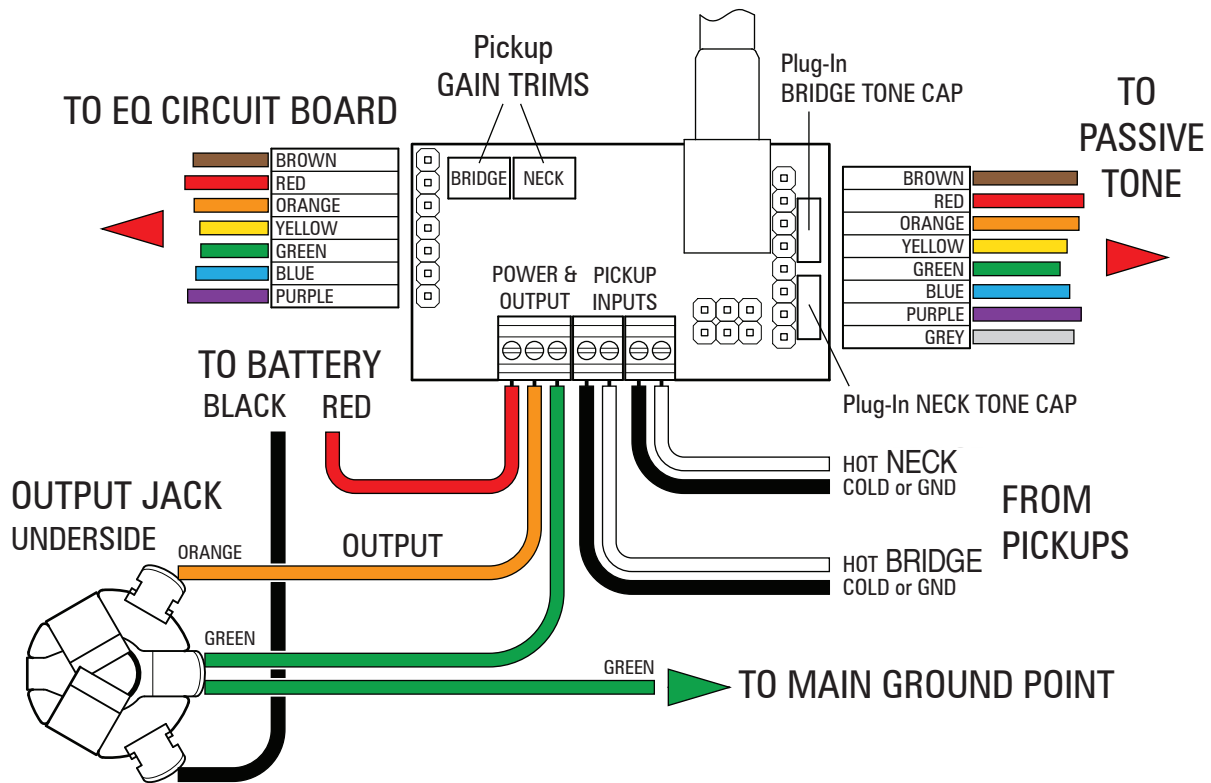 Pickup
GAIN TRIMS
Plug-In
BRIDGE TONE CAP
TO EQ CIRCUIT BOARD
TO
PASSIVE
TONE
BROWN
RED
ORANGE
YELLOW
GREEN
BLUE
PURPLE
BRIDGE
NECK
BROWN
RED
ORANGE
YELLOW
GREEN
BLUE
PURPLE
GREY
POWER &
OUTPUT
PICKUP
INPUTS
TO BATTERY
BLACK
RED
Plug-In NECK TONE CAP
HOT NECK
COLD or GND
FROM
PICKUPS
HOT BRIDGE
COLD or GND
OUTPUT JACK
UNDERSIDE
ORANGE
OUTPUT
GREEN
GREEN
TO MAIN GROUND POINT